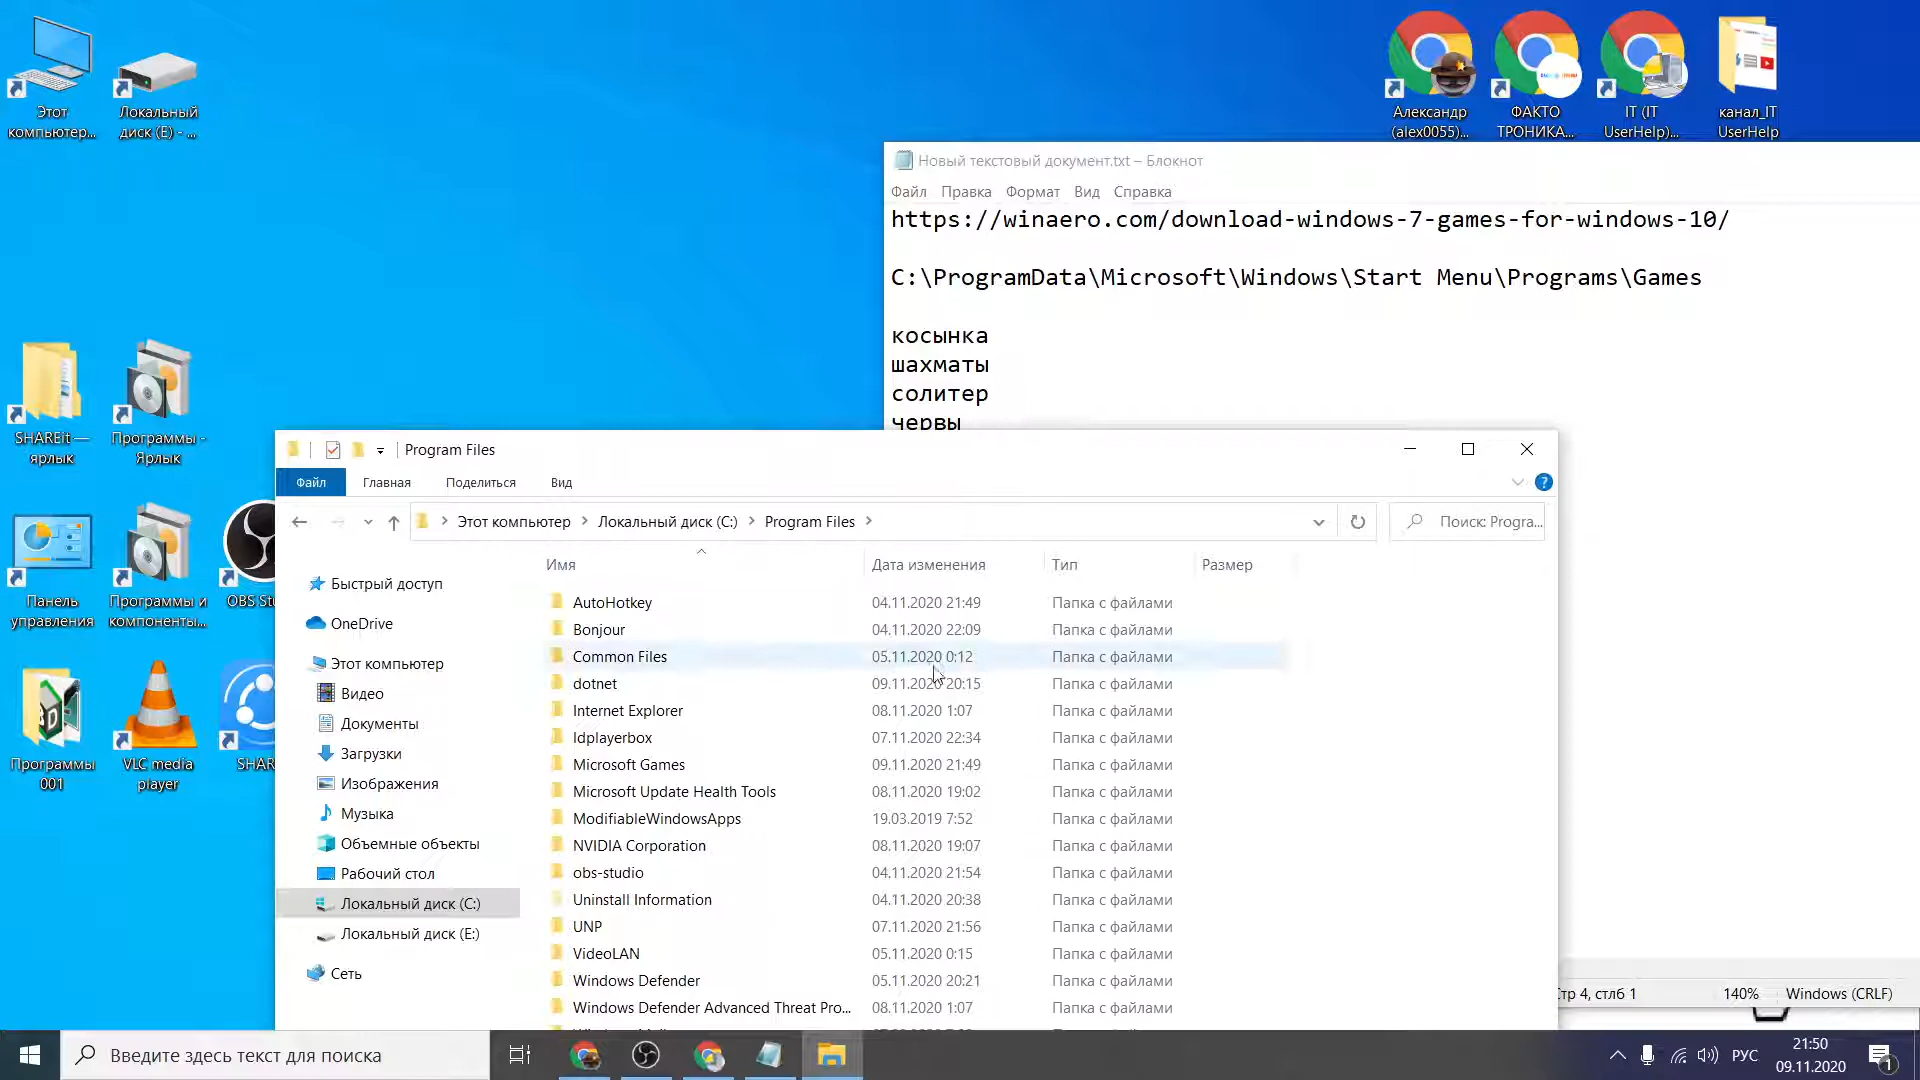 Этот
компьютер...
Локальный
диск (E) - ...
Александр
(alex0055)...
ФАКТО
ТРОНИКА...
IT (IT
UserHelp)...
канал_IT
UserHelp
Новый текстовый документ.txt – Блокнот
Файл Правка Формат Вид Справка
https://winaero.com/download-windows-7-games-for-windows-10/
C:\ProgramData\Microsoft\Windows\Start Menu\Programs\Games
косынка
шахматы
солитер
червы
SHAREit —
ярлык
Программы -
Ярлык
Панель
управления
Программы и
компоненты...
OBS Stu
Программы
001
VLC media
player
SHAR
Program Files
Файл Главная Поделиться Вид
Этот компьютер Локальный диск (C:) Program Files
Поиск: Progra...
Быстрый доступ
OneDrive
Этот компьютер
Видео
Документы
Загрузки
Изображения
Музыка
Объемные объекты
Рабочий стол
Локальный диск (C:)
Локальный диск (E:)
Сеть
Имя Дата изменения Тип Размер
AutoHotkey 04.11.2020 21:49 Папка с файлами
Bonjour 04.11.2020 22:09 Папка с файлами
Common Files 05.11.2020 0:12 Папка с файлами
dotnet 09.11.2020 20:15 Папка с файлами
Internet Explorer 08.11.2020 1:07 Папка с файлами
ldplayerbox 07.11.2020 22:34 Папка с файлами
Microsoft Games 09.11.2020 21:49 Папка с файлами
Microsoft Update Health Tools 08.11.2020 19:02 Папка с файлами
ModifiableWindowsApps 19.03.2019 7:52 Папка с файлами
NVIDIA Corporation 08.11.2020 19:07 Папка с файлами
obs-studio 04.11.2020 21:54 Папка с файлами
Uninstall Information 04.11.2020 20:38 Папка с файлами
UNP 07.11.2020 21:56 Папка с файлами
VideoLAN 05.11.2020 0:15 Папка с файлами
Windows Defender 05.11.2020 20:21 Папка с файлами
Windows Defender Advanced Threat Pro... 08.11.2020 1:07 Папка с файлами
Стр 4, стлб 1 140% Windows (CRLF)
Введите здесь текст для поиска
РУС
21:50
09.11.2020
1